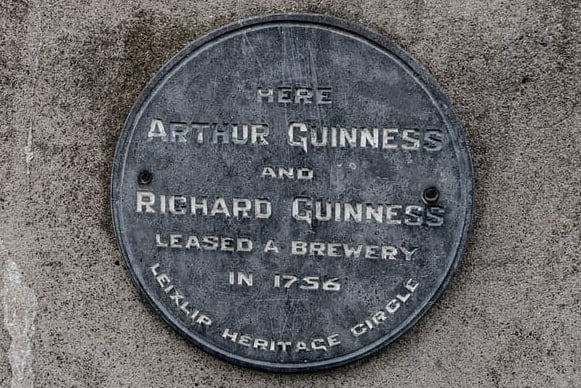 HERE
ARTHUR GUINNESS
AND
RICHARD GUINNESS
LEASED A BREWERY
IN 1756
LEIXLIP HERITAGE CIRCLE